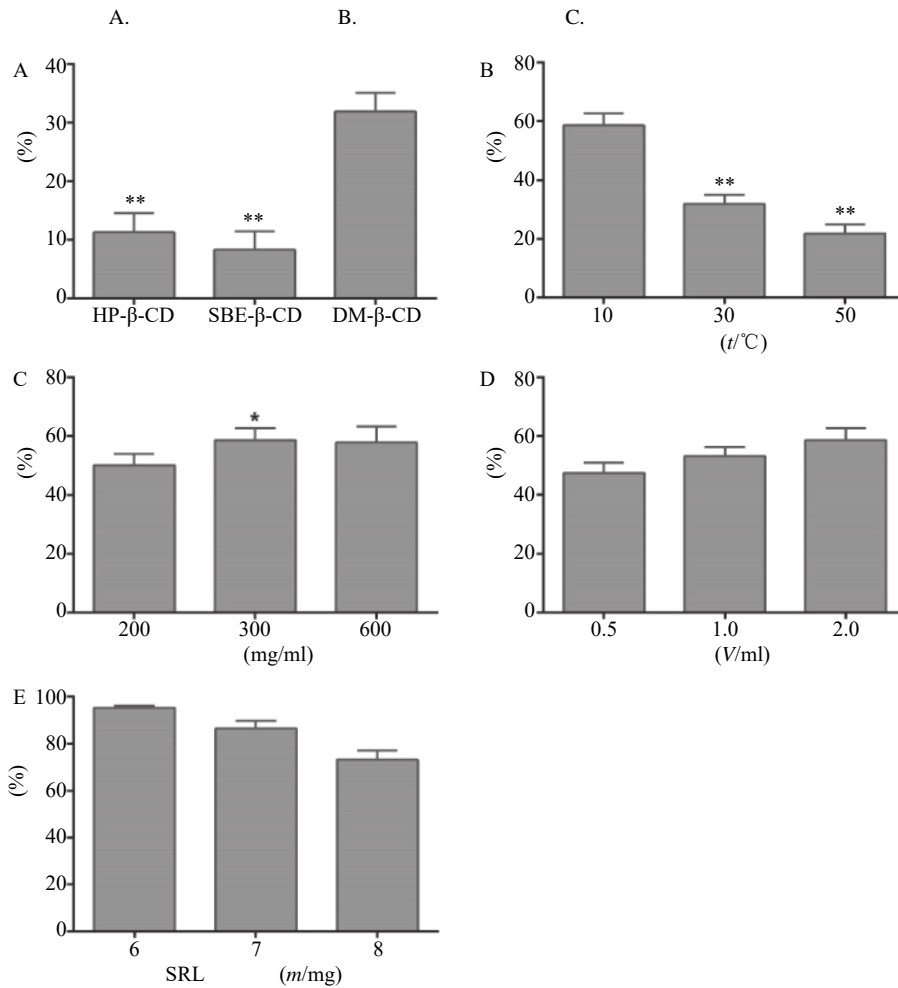 A. B. C.
A
40
30
20
10
0
(%)
**
**
HP-β-CD SBE-β-CD DM-β-CD
B
80
60
40
20
0
(%)
**
**
10 30 50
(t/℃)
C
80
60
40
20
0
(%)
*
200 300 600
(mg/ml)
D
80
60
40
20
0
(%)
0.5 1.0 2.0
(V/ml)
E
100
80
60
40
20
0
(%)
6 7 8
SRL (m/mg)